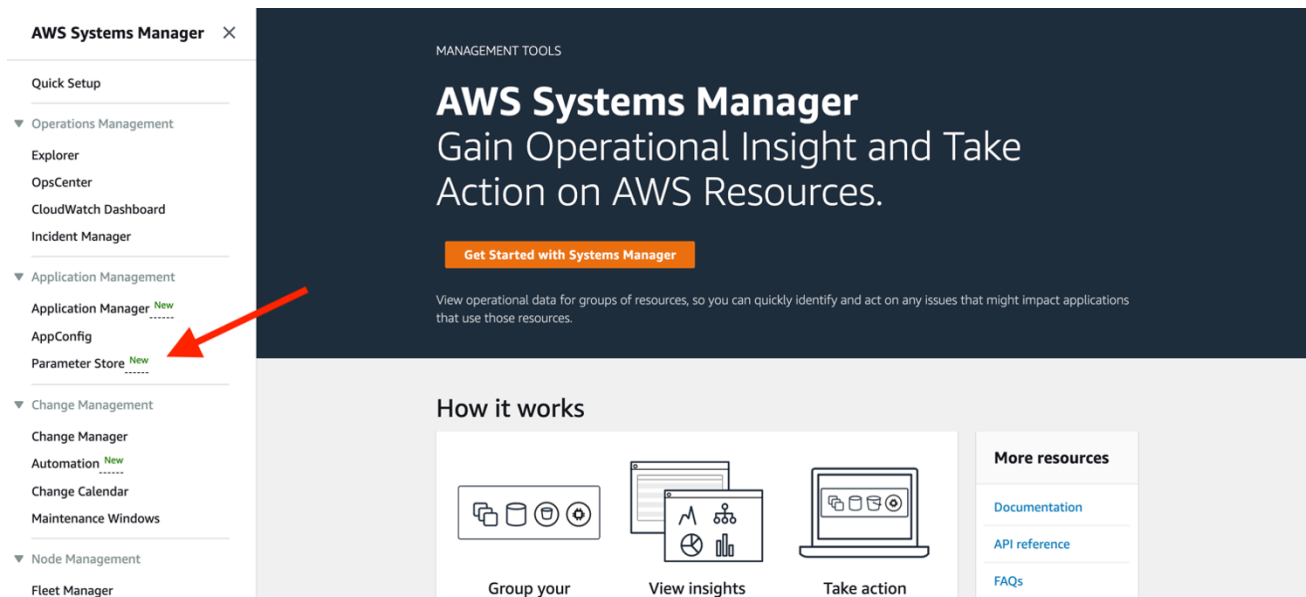 AWS Systems Manager
Quick Setup
Operations Management
Explorer
OpsCenter
CloudWatch Dashboard
Incident Manager
Application Management
Application Manager New
AppConfig
Parameter Store New
Change Management
Change Manager
Automation New
Change Calendar
Maintenance Windows
Node Management
Fleet Manager
MANAGEMENT TOOLS
AWS Systems Manager
Gain Operational Insight and Take
Action on AWS Resources.
Get Started with Systems Manager
View operational data for groups of resources, so you can quickly identify and act on any issues that might impact applications
that use those resources.
How it works
Group your
View insights
Take action
More resources
Documentation
API reference
FAQs